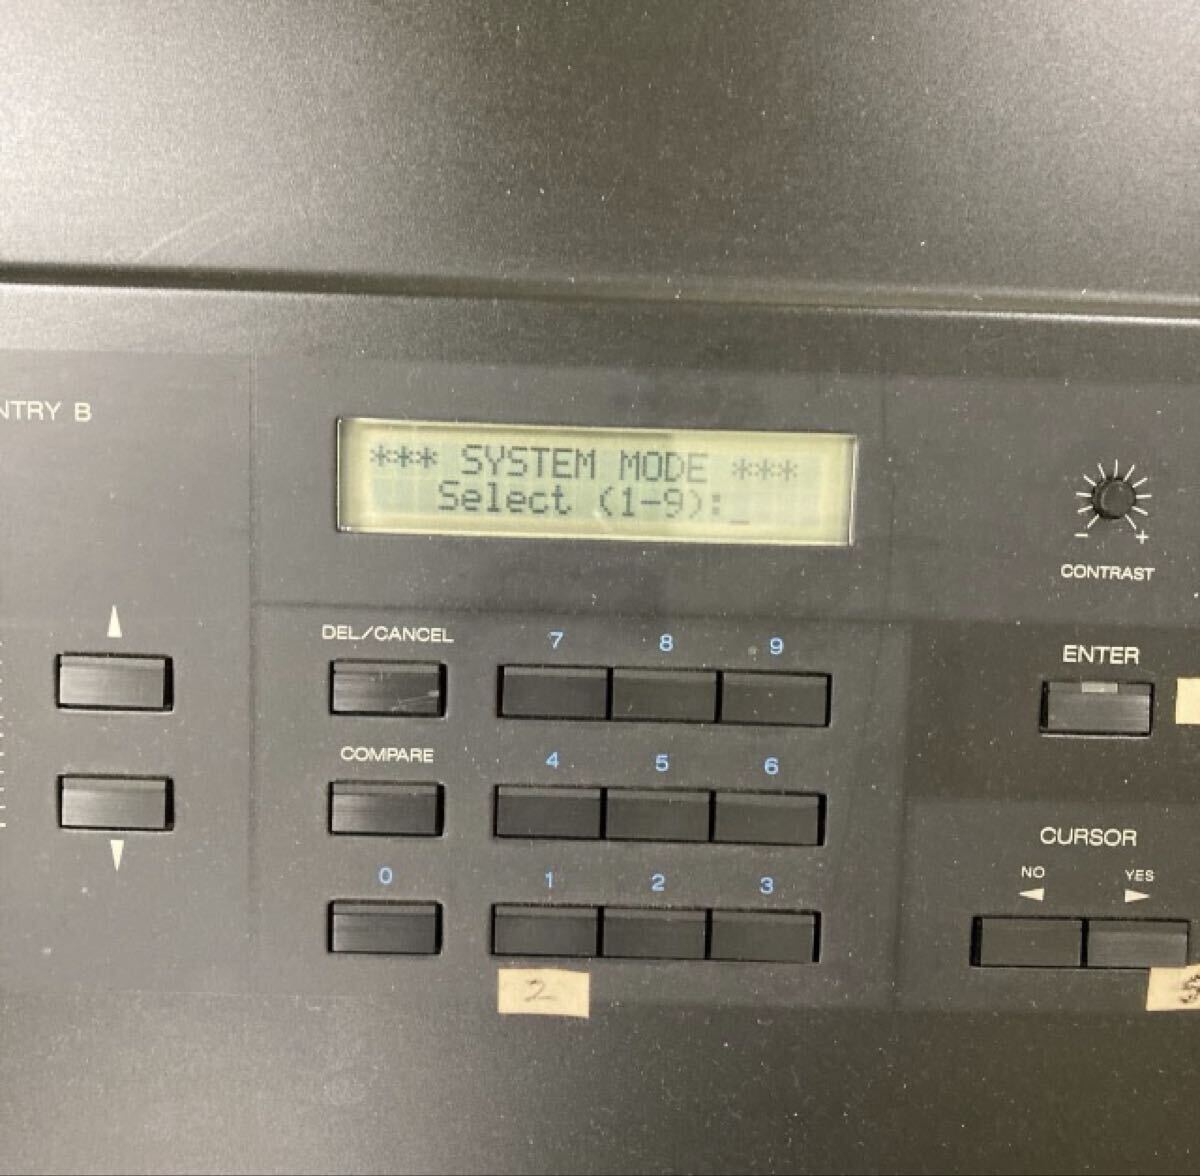 *** SYSTEM MODE ***
Select (1-9):_
NTRY B
CONTRAST
- +
DEL/CANCEL
7 8 9
ENTER
COMPARE
4 5 6
CURSOR
NO YES
0 1 2 3
2
5